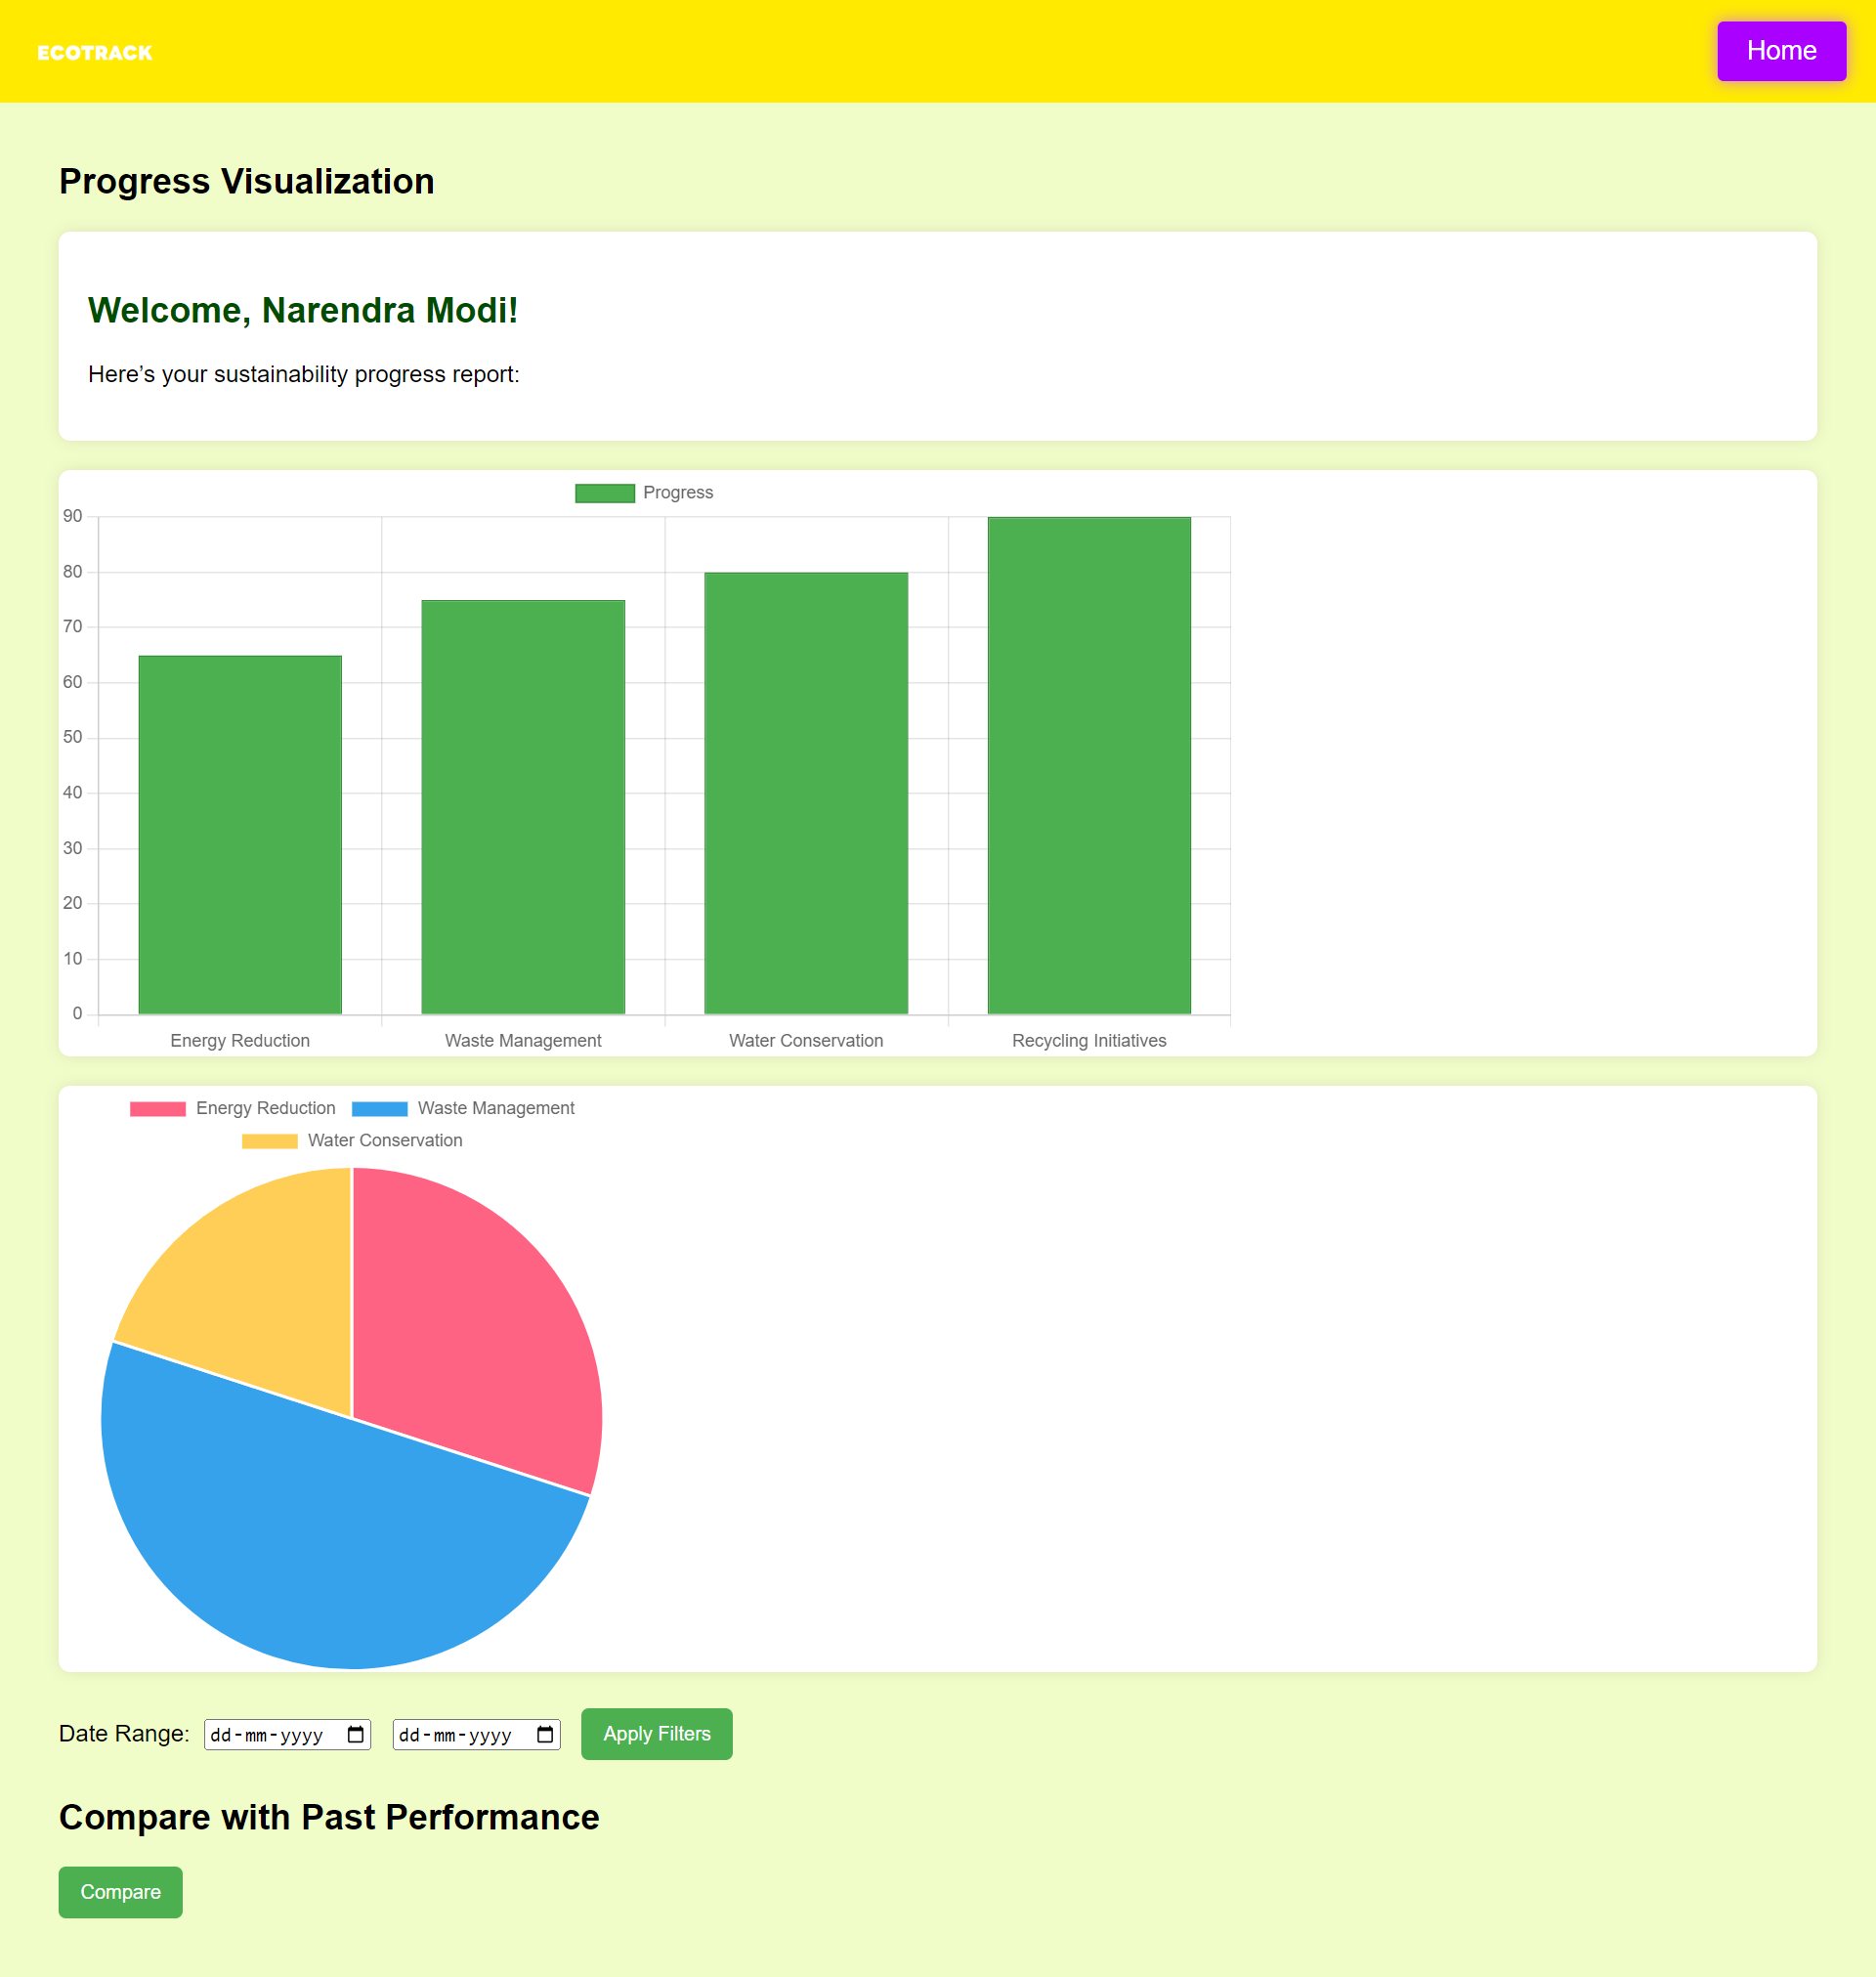 ECOTRACK
Home
Progress Visualization
Welcome, Narendra Modi!
Here’s your sustainability progress report:
Progress
90
80
70
60
50
40
30
20
10
0
Energy Reduction Waste Management Water Conservation Recycling Initiatives
Energy Reduction Waste Management
Water Conservation
Date Range: dd-mm-yyyy dd-mm-yyyy Apply Filters
Compare with Past Performance
Compare